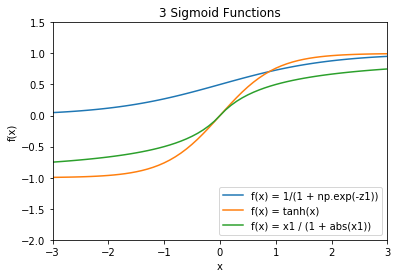 3 Sigmoid Functions
f(x)
1.5
1.0
0.5
0.0
−0.5
−1.0
−1.5
−2.0
f(x) = 1/(1 + np.exp(-z1))
f(x) = tanh(x)
f(x) = x1 / (1 + abs(x1))
−3 −2 −1 0 1 2 3
x